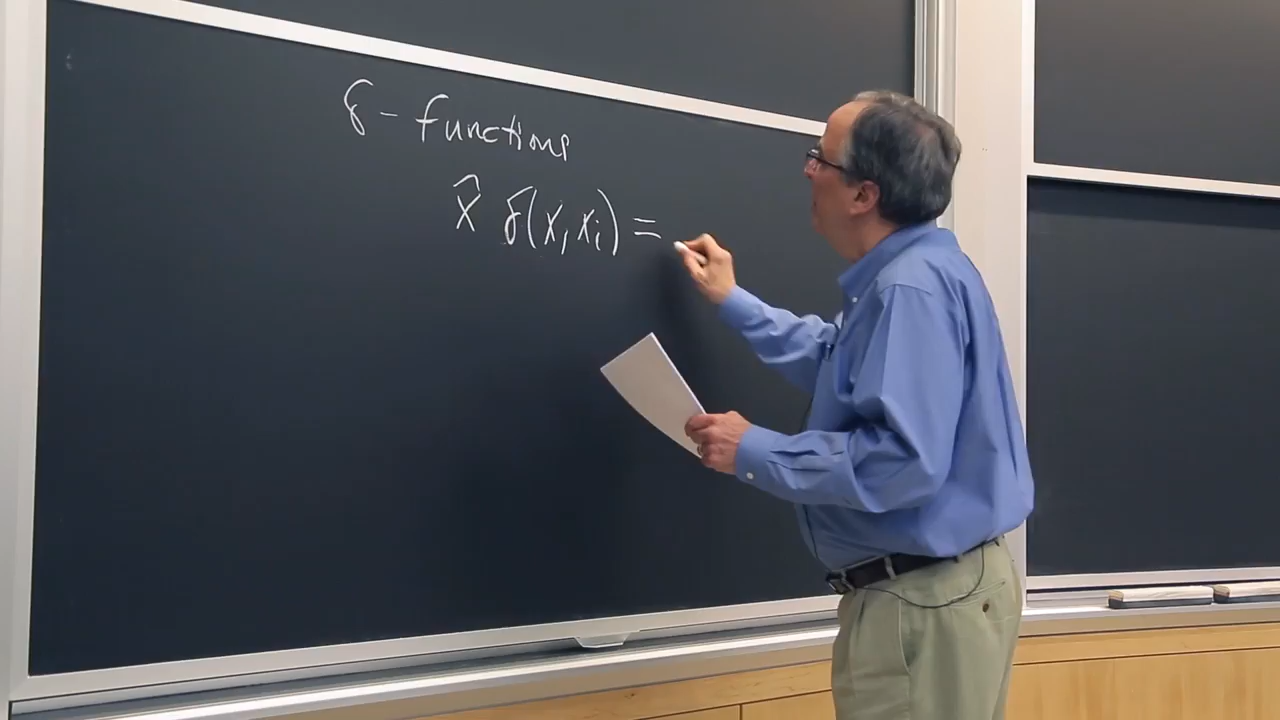 δ - functions
x̂ δ(x, xᵢ) =